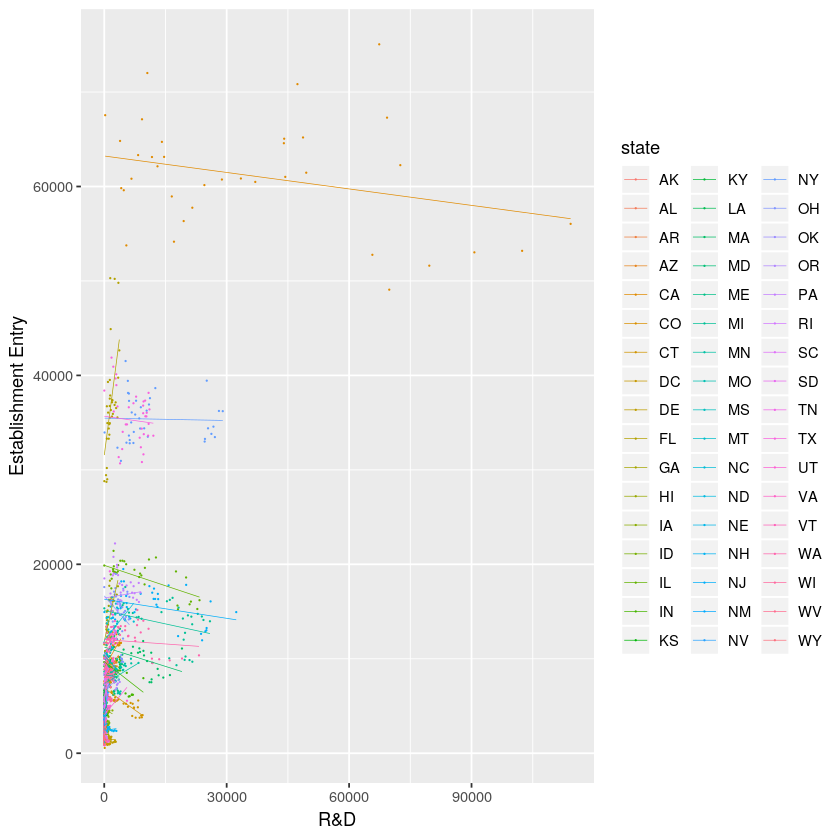 Establishment Entry
60000
40000
20000
0
0 30000 60000 90000
R&D
state
AK KY NY
AL LA OH
AR MA OK
AZ MD OR
CA ME PA
CO MI RI
CT MN SC
DC MO SD
DE MS TN
FL MT TX
GA NC UT
HI ND VA
IA NE VT
ID NH WA
IL NJ WI
IN NM WV
KS NV WY